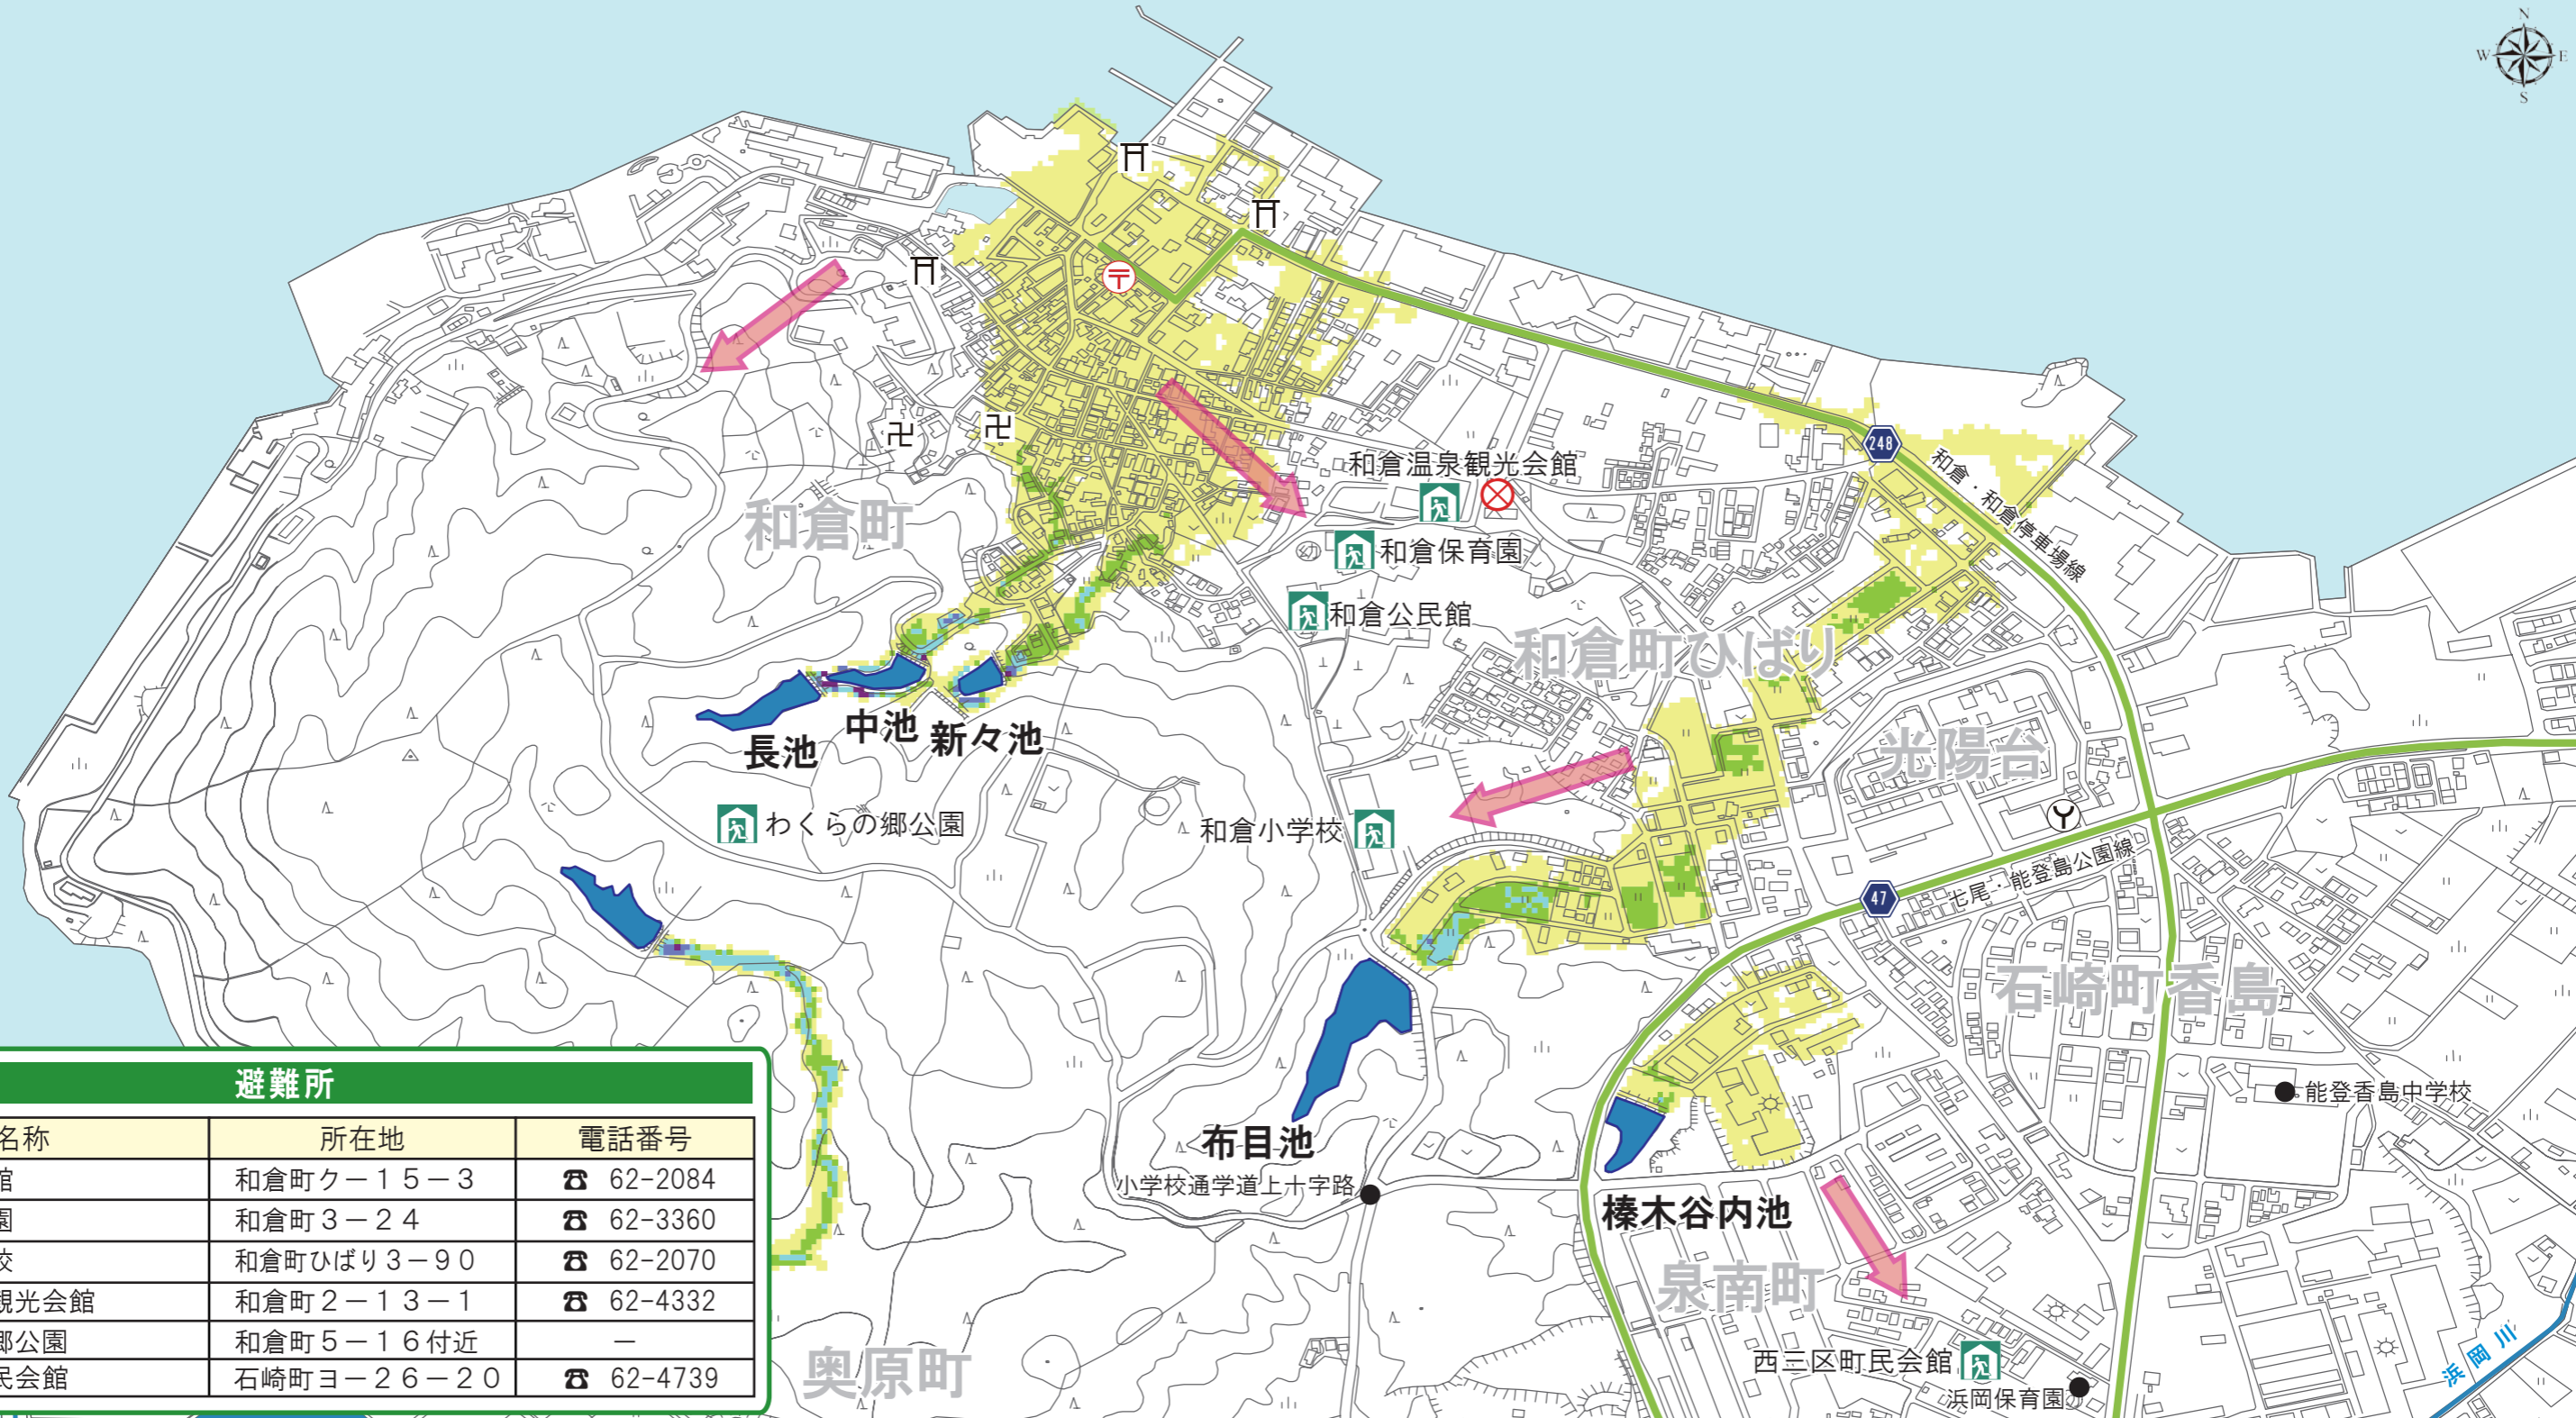 N
W
E
S
〒
和倉温泉観光会館
和倉保育園
和倉公民館
248
和倉・和倉停車場線
和倉町
和倉町ひばり
長池
中池
新々池
光陽台
わくらの郷公園
和倉小学校
47
七尾・能登島公園線
石崎町香島
能登香島中学校
布目池
小学校通学道上十字路
榛木谷内池
泉南町
西三区町民会館
浜岡保育園
浜岡川
奥原町
避難所
名称 所在地 電話番号
館 和倉町ク－１５－３ ☎ 62-2084
園 和倉町３－２４ ☎ 62-3360
校 和倉町ひばり３－９０ ☎ 62-2070
観光会館 和倉町２－１３－１ ☎ 62-4332
郷公園 和倉町５－１６付近 －
民会館 石崎町ヨ－２６－２０ ☎ 62-4739